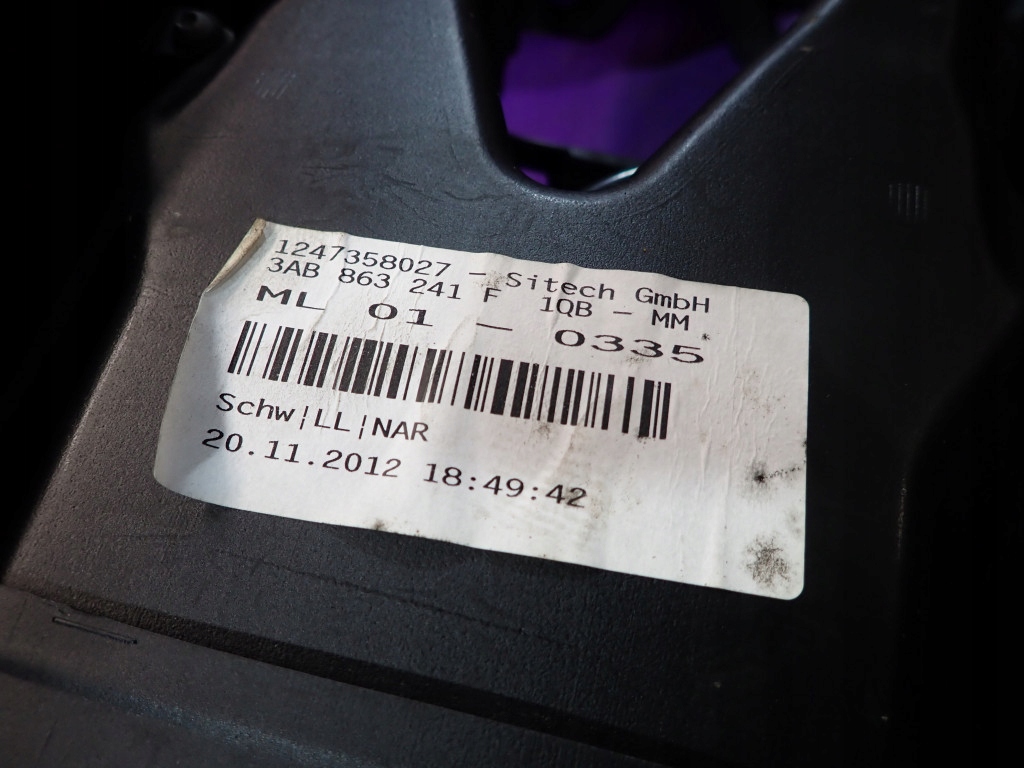 1247358027 - Sitech GmbH
3AB 863 241 F 1QB - MM
ML 01 - 0335
Schw¦LL¦NAR
20.11.2012 18:49:42